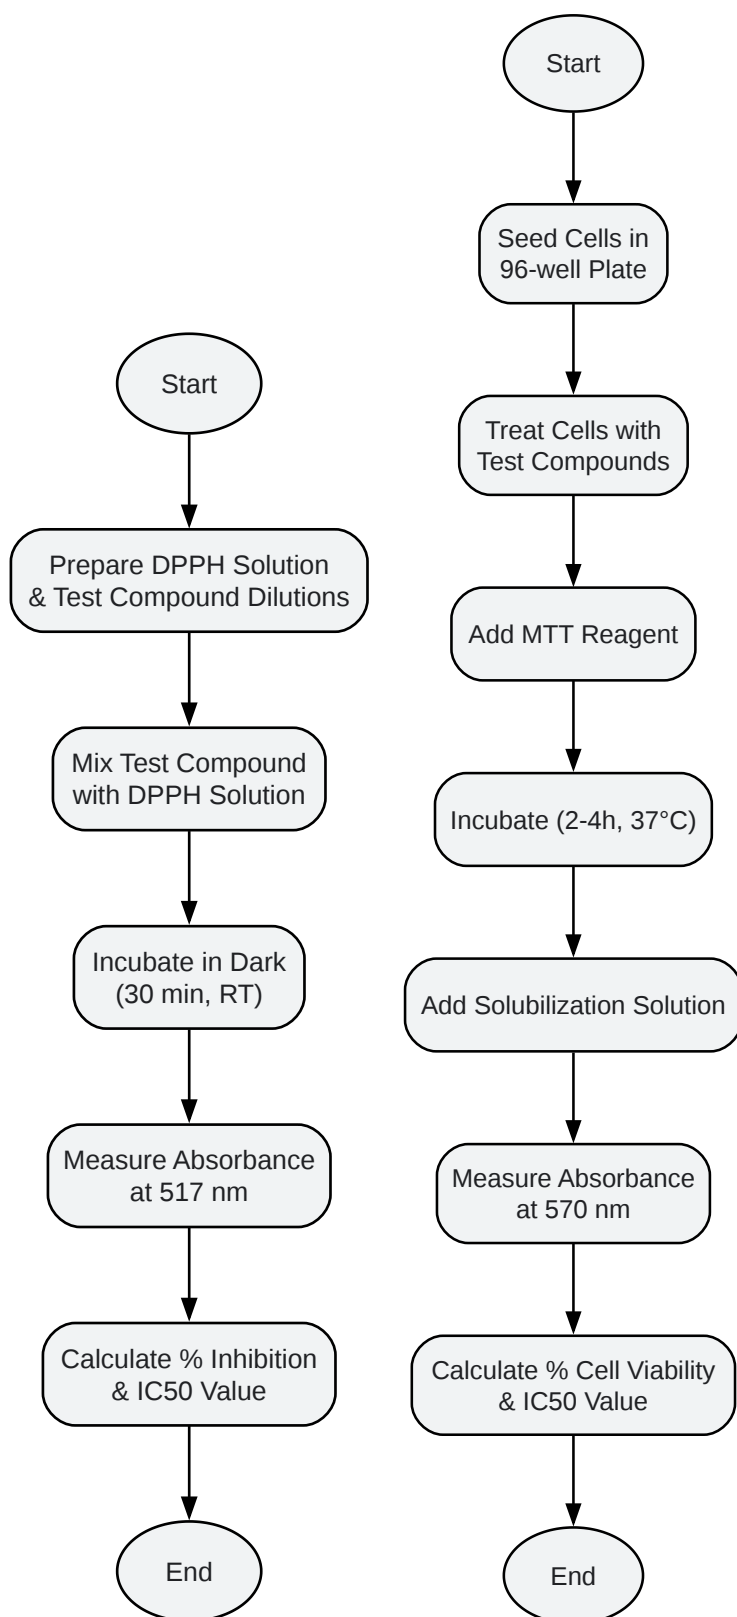 Start
Prepare DPPH Solution
& Test Compound Dilutions
Mix Test Compound
with DPPH Solution
Incubate in Dark
(30 min, RT)
Measure Absorbance
at 517 nm
Calculate % Inhibition
& IC50 Value
End
Start
Seed Cells in
96-well Plate
Treat Cells with
Test Compounds
Add MTT Reagent
Incubate (2-4h, 37°C)
Add Solubilization Solution
Measure Absorbance
at 570 nm
Calculate % Cell Viability
& IC50 Value
End